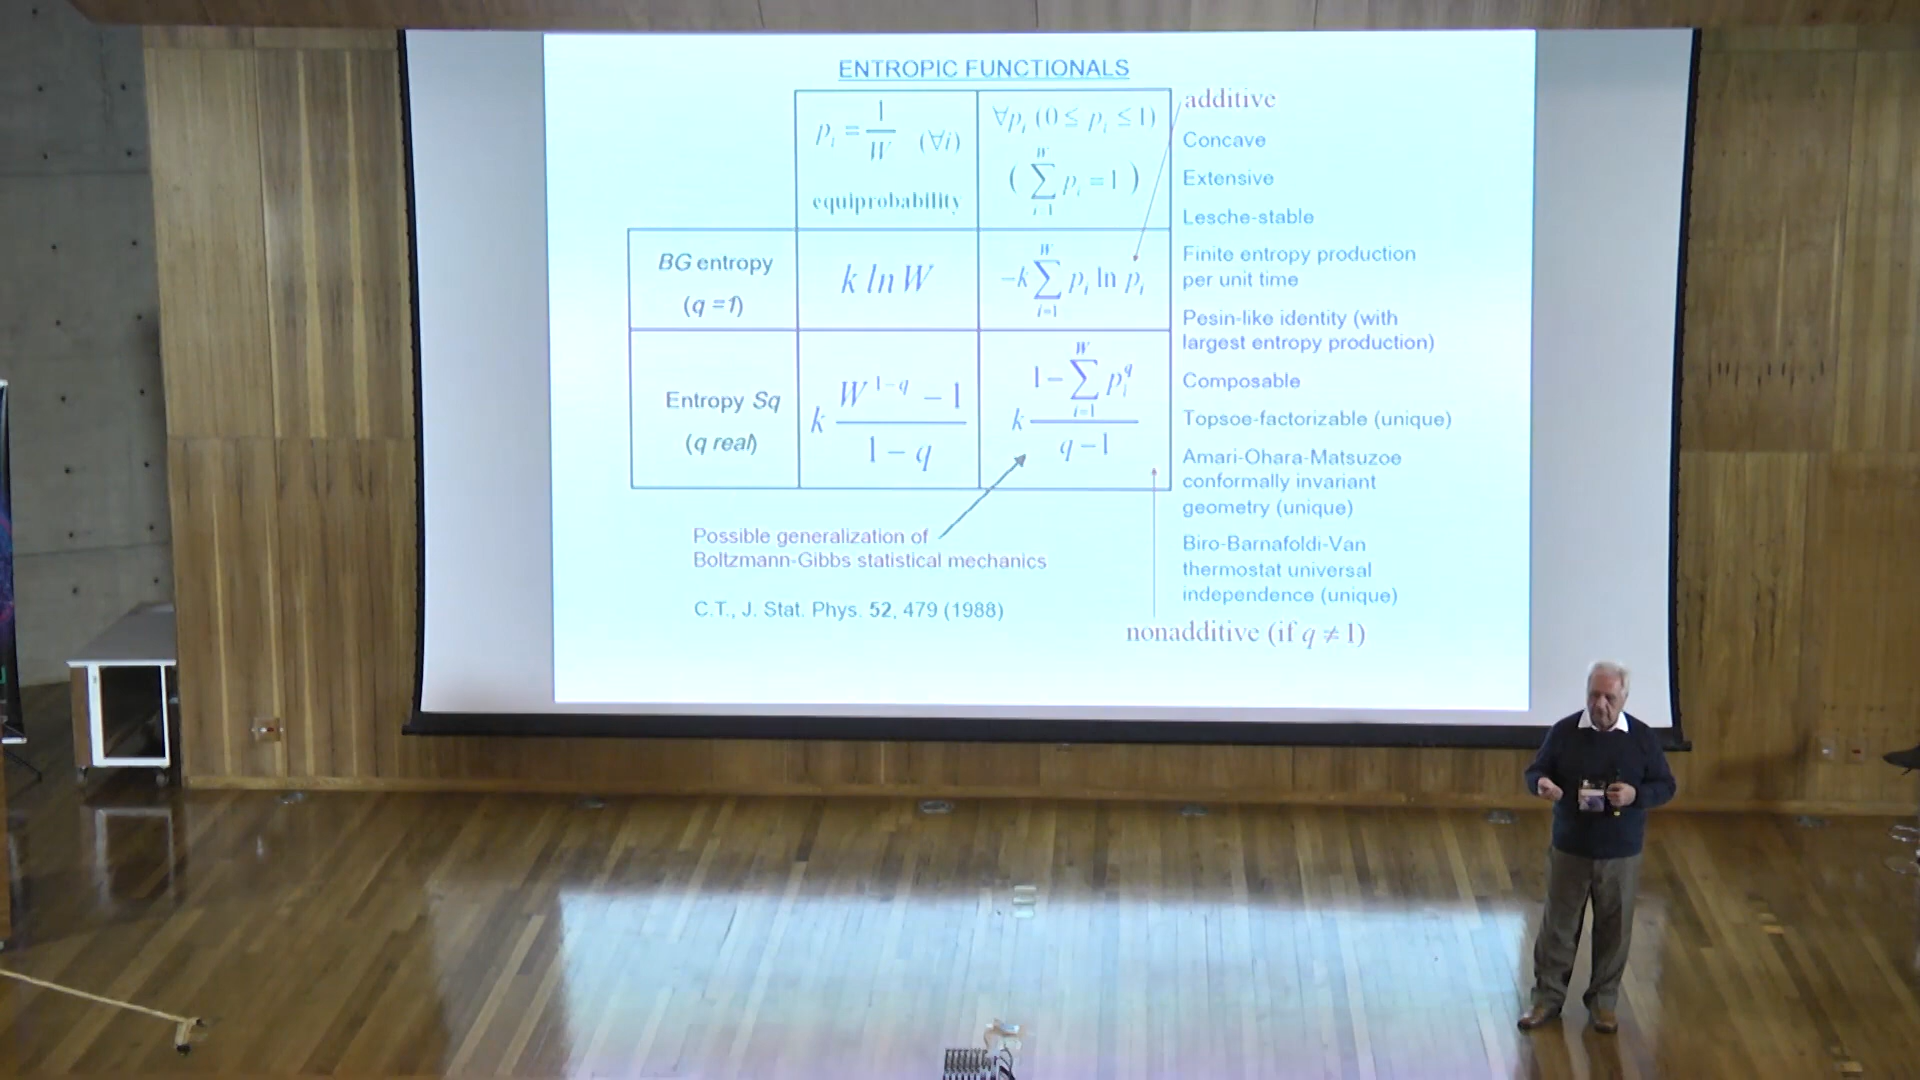 ENTROPIC FUNCTIONALS
p_i = 1/W (∀i)
equiprobability
∀p_i (0 ≤ p_i ≤ 1)
( ∑_{i=1}^{W} p_i = 1 )
BG entropy
(q =1)
k ln W
−k ∑_{i=1}^{W} p_i ln p_i
Entropy Sq
(q real)
k (W^{1−q} − 1)/(1 − q)
k (1 − ∑_{i=1}^{W} p_i^q)/(q − 1)
Possible generalization of
Boltzmann-Gibbs statistical mechanics
C.T., J. Stat. Phys. 52, 479 (1988)
additive
Concave
Extensive
Lesche-stable
Finite entropy production
per unit time
Pesin-like identity (with
largest entropy production)
Composable
Topsoe-factorizable (unique)
Amari-Ohara-Matsuzoe
conformally invariant
geometry (unique)
Biro-Barnafoldi-Van
thermostat universal
independence (unique)
nonadditive (if q ≠ 1)